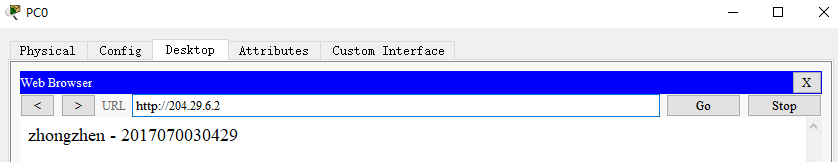 PC0
Physical Config Desktop Attributes Custom Interface
Web Browser X
< > URL http://204.29.6.2 Go Stop
zhongzhen - 2017070030429